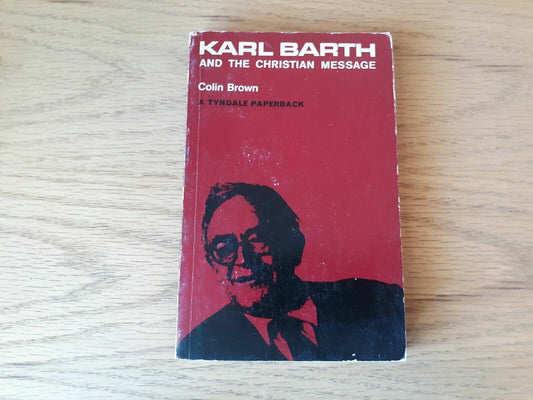 KARL BARTH
AND THE CHRISTIAN MESSAGE
Colin Brown
A TYNDALE PAPERBACK